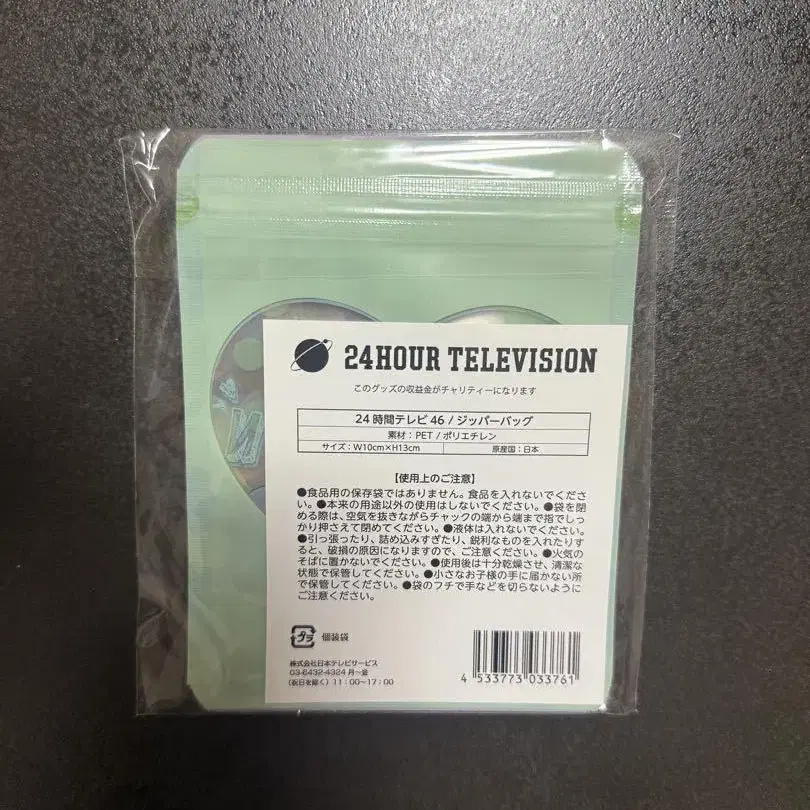 24HOUR TELEVISION
このグッズの収益金がチャリティーになります
24時間テレビ46 / ジッパーバッグ
素材：PET / ポリエチレン
サイズ：W10cm×H13cm 原産国：日本
【使用上のご注意】
●食品用の保存袋ではありません。食品を入れないでくださ
い。●本来の用途以外の使用はしないでください。●袋を閉
める際は、空気を抜きながらチャックの端から端まで指でしっ
かり押さえて閉めてください。●液体は入れないでください。
●引っ張ったり、詰め込みすぎたり、鋭利なものを入れたりす
ると、破損の原因になりますので、ご注意ください。●火気の
そばに置かないでください。●使用後は十分乾燥させ、清潔な
状態で保管してください。●小さなお子様の手に届かない所
で保管してください。●袋のフチで手などを切らないように
ご注意ください。
プラ 個装袋
株式会社日本テレビサービス
03-6432-4324 月～金
（祝日を除く）11：00～17：00
4 533773 033761